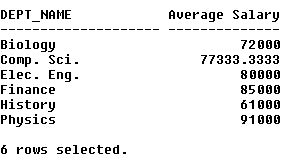 DEPT_NAME            Average Salary
-------------------- --------------
Biology                       72000
Comp. Sci.               77333.3333
Elec. Eng.                    80000
Finance                       85000
History                       61000
Physics                       91000
6 rows selected.